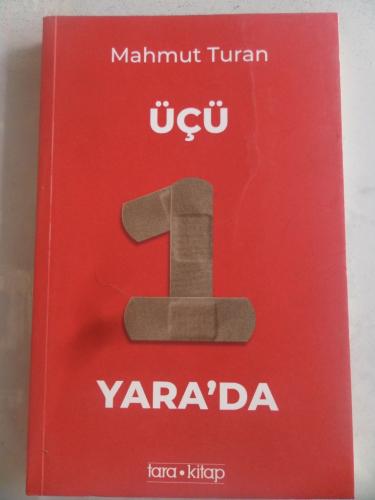 Mahmut Turan
ÜÇÜ
1
YARA'DA
tara • kitap